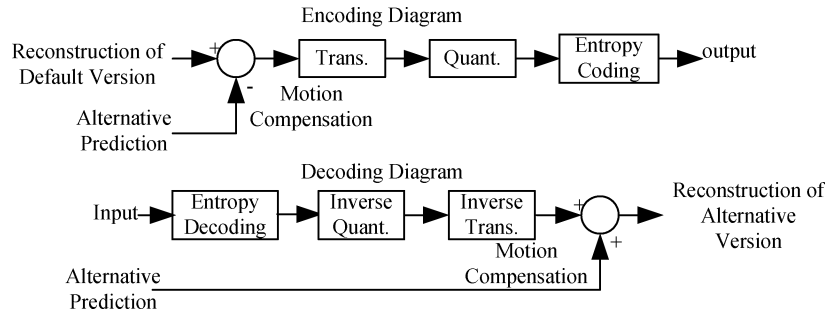 Encoding Diagram
Reconstruction of
Default Version
+
-
Trans.
Quant.
Entropy
Coding
output
Alternative
Prediction
Motion
Compensation
Decoding Diagram
Input
Entropy
Decoding
Inverse
Quant.
Inverse
Trans.
+
+
Reconstruction of
Alternative
Version
Motion
Compensation
Alternative
Prediction